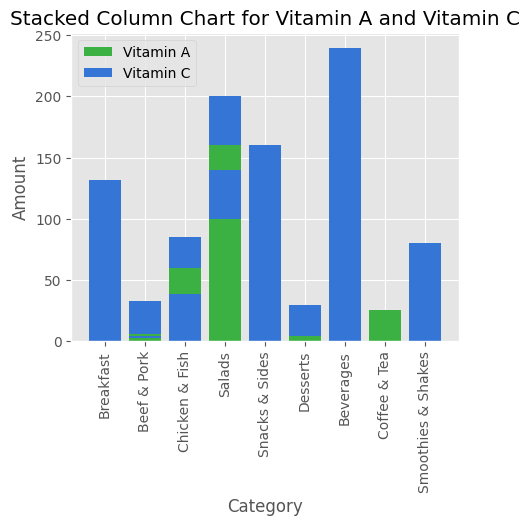 Stacked Column Chart for Vitamin A and Vitamin C
Vitamin A
Vitamin C
Amount
250
200
150
100
50
0
Breakfast
Beef & Pork
Chicken & Fish
Salads
Snacks & Sides
Desserts
Beverages
Coffee & Tea
Smoothies & Shakes
Category